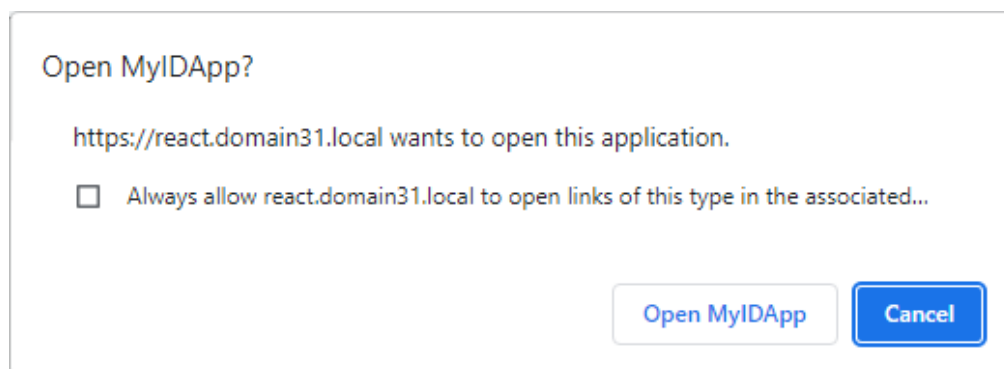 Open MyIDApp?
https://react.domain31.local wants to open this application.
Always allow react.domain31.local to open links of this type in the associated...
Open MyIDApp
Cancel